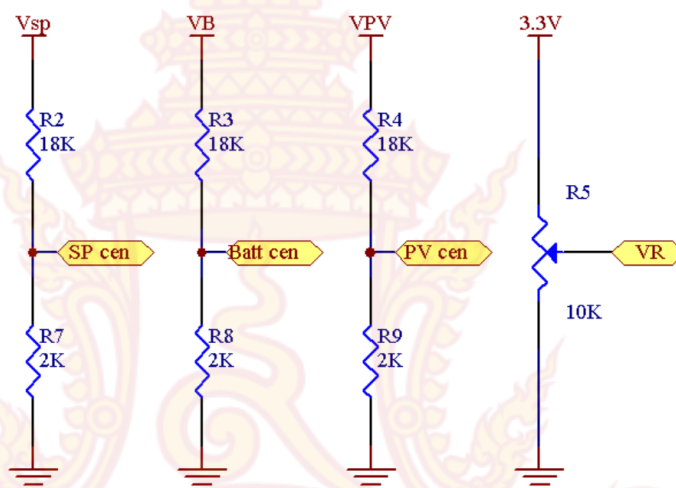 Vsp
VB
VPV
3.3V
R2
18K
R3
18K
R4
18K
R5
SP cen
Batt cen
PV cen
VR
10K
R7
2K
R8
2K
R9
2K